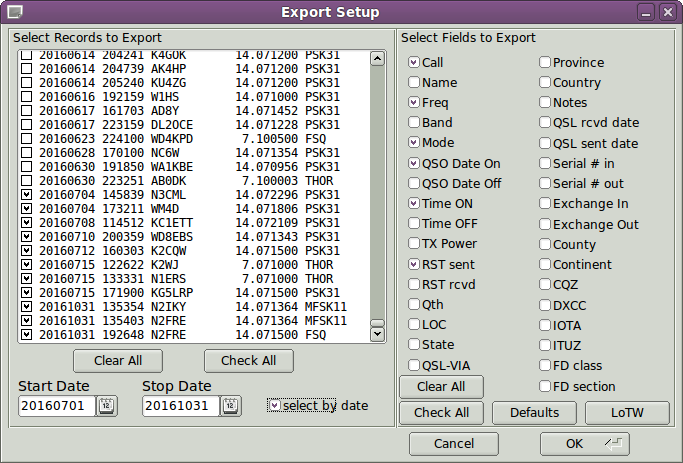 Export Setup
Select Records to Export
20160614 204241 K4GOK 14.071200 PSK31
20160614 204739 AK4HP 14.071200 PSK31
20160614 205240 KU4ZG 14.071200 PSK31
20160616 192159 W1HS 14.071000 PSK31
20160617 161703 AD8Y 14.071452 PSK31
20160617 223159 DL2OCE 14.071228 PSK31
20160623 224100 WD4KPD 7.100500 FSQ
20160628 170100 NC6W 14.071354 PSK31
20160630 191850 WA1KBE 14.070956 PSK31
20160630 223251 AB0DK 7.100003 THOR
20160704 145839 N3CML 14.072296 PSK31
20160704 173211 WM4D 14.071806 PSK31
20160708 114512 KC1ETT 14.072109 PSK31
20160710 200359 WD8EBS 14.071343 PSK31
20160712 160303 K2CQW 14.071500 PSK31
20160715 122622 K2WJ 7.071000 THOR
20160715 133331 N1ERS 7.071000 THOR
20160715 171900 KG5LRP 14.071500 PSK31
20161031 135354 N2IKY 14.071364 MFSK11
20161031 135403 N2FRE 14.071364 MFSK11
20161031 192648 N2FRE 14.071500 FSQ
Clear All
Check All
Start Date
Stop Date
20160701
12
20161031
12
select by date
Select Fields to Export
Call
Name
Freq
Band
Mode
QSO Date On
QSO Date Off
Time ON
Time OFF
TX Power
RST sent
RST rcvd
Qth
LOC
State
QSL-VIA
Province
Country
Notes
QSL rcvd date
QSL sent date
Serial # in
Serial # out
Exchange In
Exchange Out
County
Continent
CQZ
DXCC
IOTA
ITUZ
FD class
FD section
Clear All
Check All
Defaults
LoTW
Cancel
OK